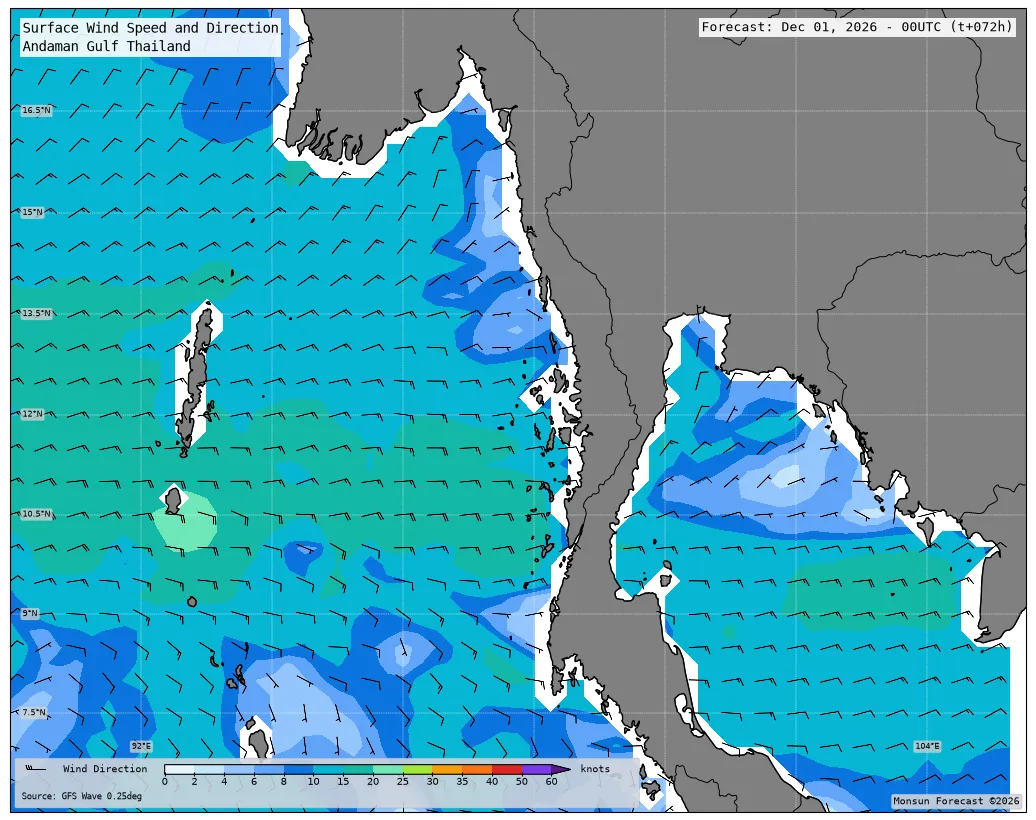 Surface Wind Speed and Direction
Andaman Gulf Thailand
Forecast: Dec 01, 2026 - 00UTC (t+072h)
16.5°N
15°N
13.5°N
12°N
10.5°N
9°N
7.5°N
92°E
104°E
Wind Direction
0 2 4 6 8 10 15 20 25 30 35 40 50 60 knots
Source: GFS Wave 0.25deg
Monsun Forecast ©2026